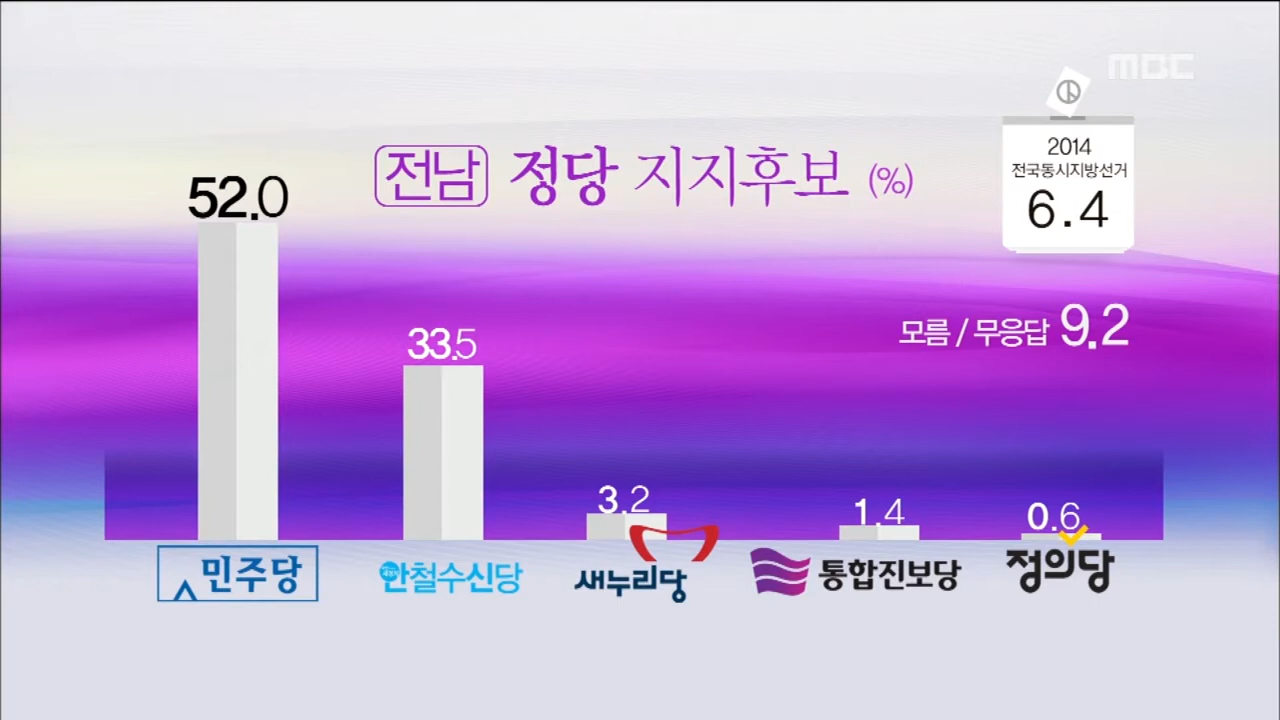 MBC
2014
전국동시지방선거
6.4
전남 정당 지지후보 (%)
52.0
33.5
모름 / 무응답 9.2
3.2
1.4
0.6
민주당
안철수신당
새누리당
통합진보당
정의당